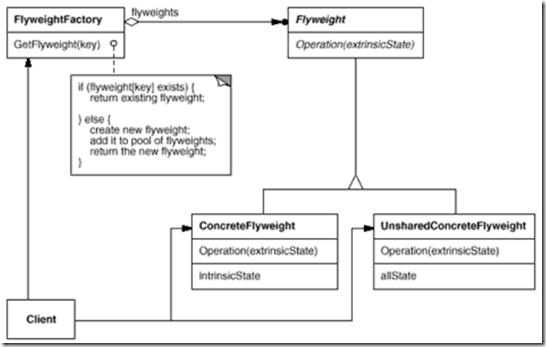 FlyweightFactory
flyweights
Flyweight
GetFlyweight(key)
Operation(extrinsicState)
if (flyweight[key] exists) {
return existing flyweight;
} else {
create new flyweight;
add it to pool of flyweights;
return the new flyweight;
}
ConcreteFlyweight
Operation(extrinsicState)
intrinsicState
UnsharedConcreteFlyweight
Operation(extrinsicState)
allState
Client